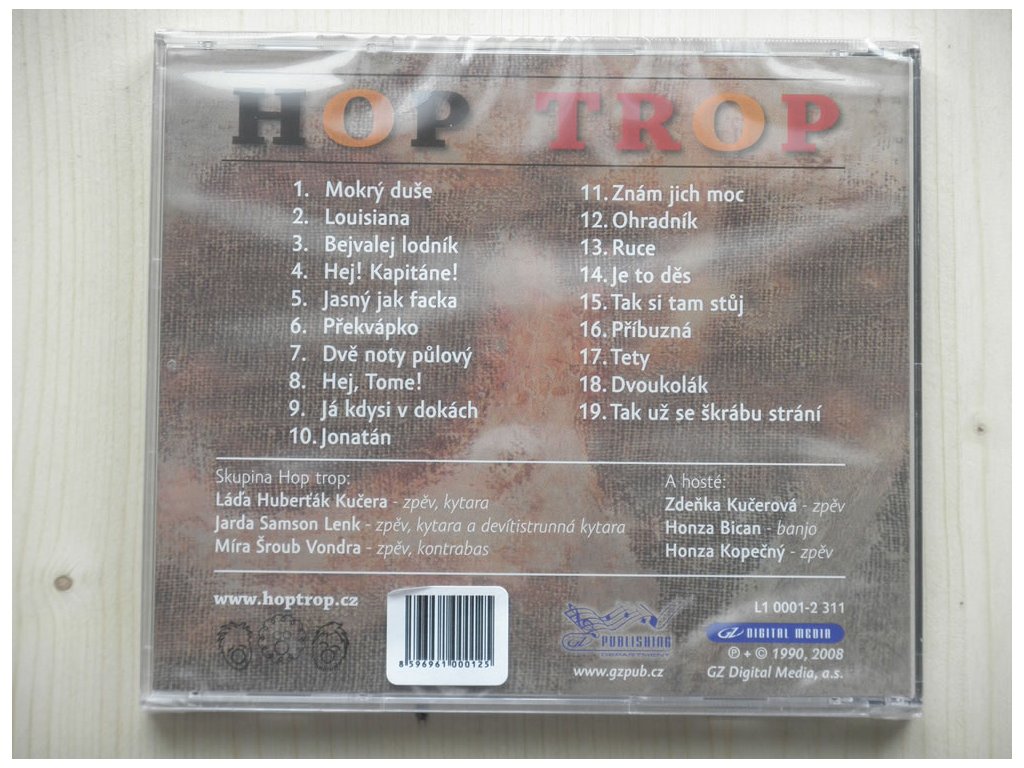 HOP TROP
1. Mokrý duše
2. Louisiana
3. Bejvalej lodník
4. Hej! Kapitáne!
5. Jasný jak facka
6. Překvápko
7. Dvě noty půlový
8. Hej, Tome!
9. Já kdysi v dokách
10. Jonatán
11. Znám jich moc
12. Ohradník
13. Ruce
14. Je to děs
15. Tak si tam stůj
16. Příbuzná
17. Tety
18. Dvoukolák
19. Tak už se škrábu strání
Skupina Hop trop:
Láďa Huberťák Kučera - zpěv, kytara
Jarda Samson Lenk - zpěv, kytara a devítistrunná kytara
Míra Šroub Vondra - zpěv, kontrabas
A hosté:
Zdeňka Kučerová - zpěv
Honza Bican - banjo
Honza Kopečný - zpěv
www.hoptrop.cz
8 596961 000125
GZ PUBLISHING
DEPARTMENT
www.gzpub.cz
L1 0001-2 311
GZ DIGITAL MEDIA
℗ + © 1990, 2008
GZ Digital Media, a.s.